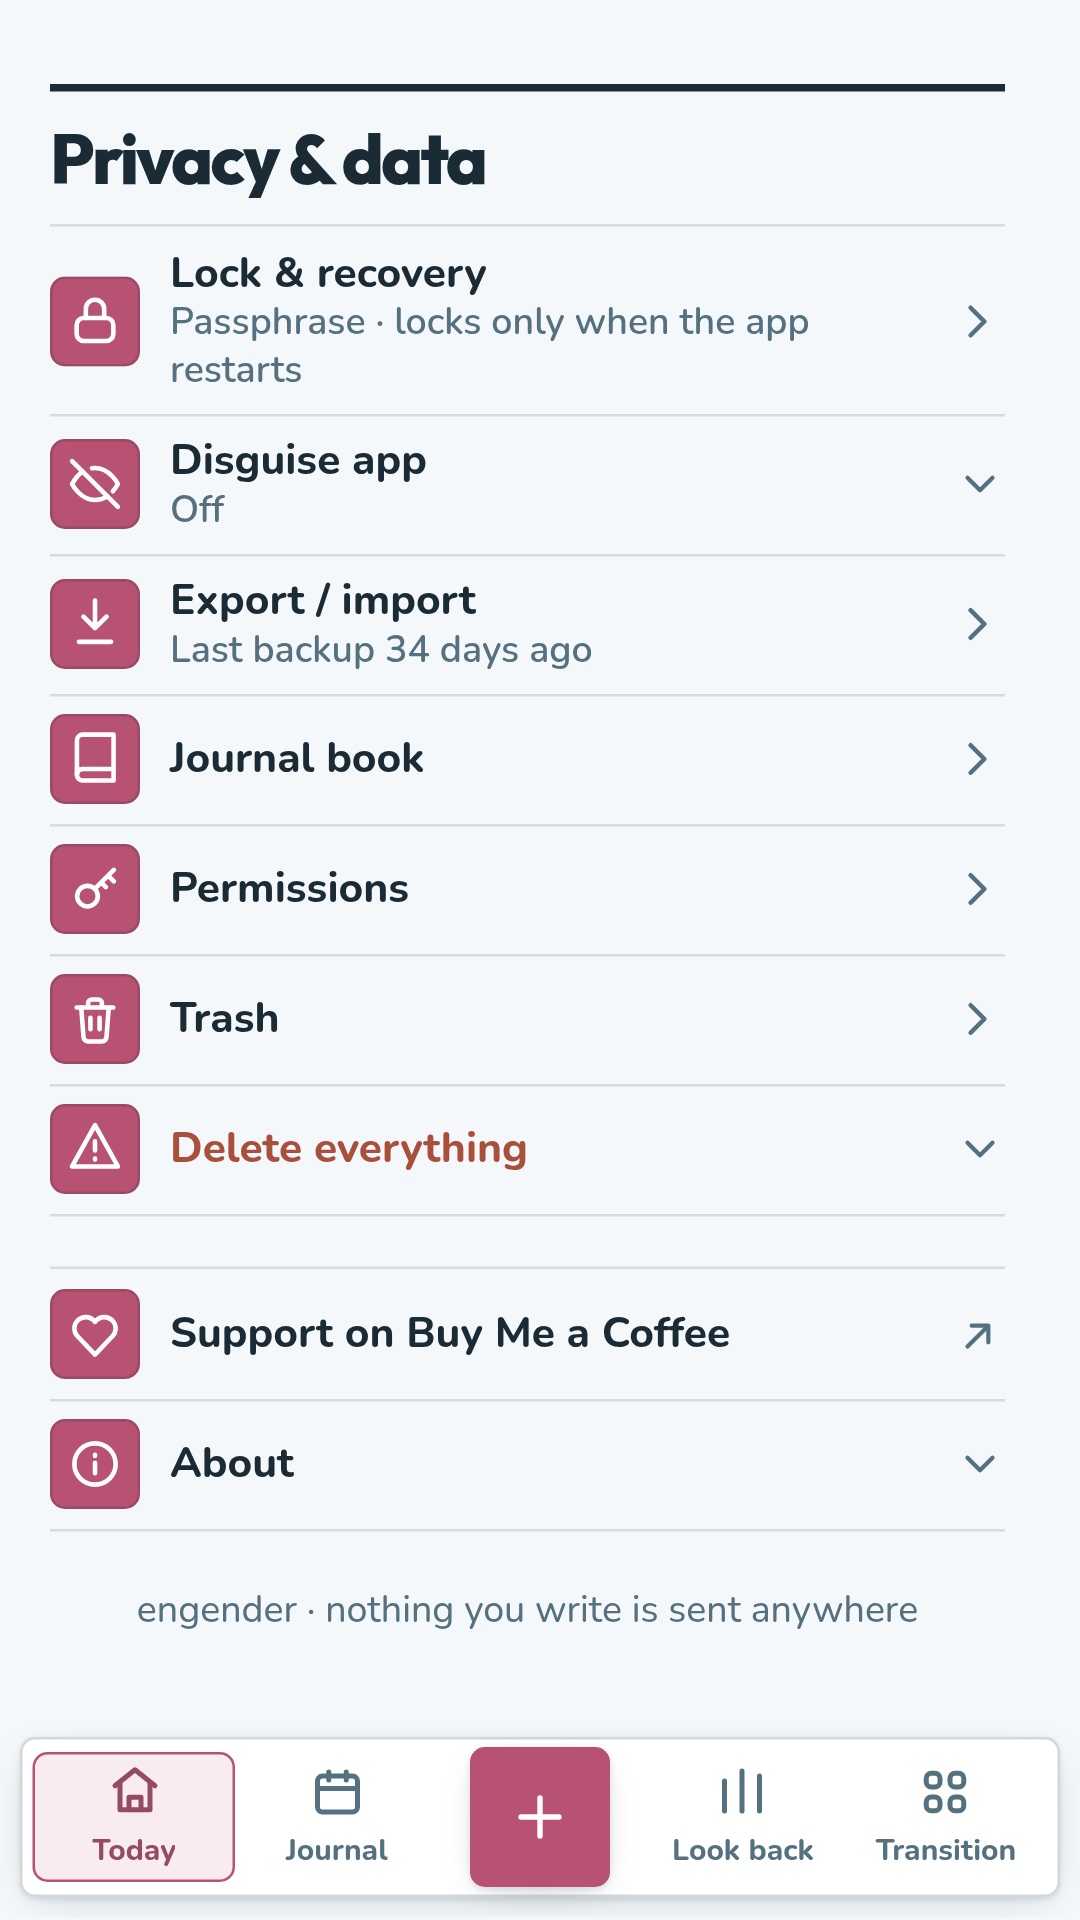 Privacy & data
Lock & recovery
Passphrase · locks only when the app
restarts
Disguise app
Off
Export / import
Last backup 34 days ago
Journal book
Permissions
Trash
Delete everything
Support on Buy Me a Coffee
About
engender · nothing you write is sent anywhere
Today
Journal
Look back
Transition